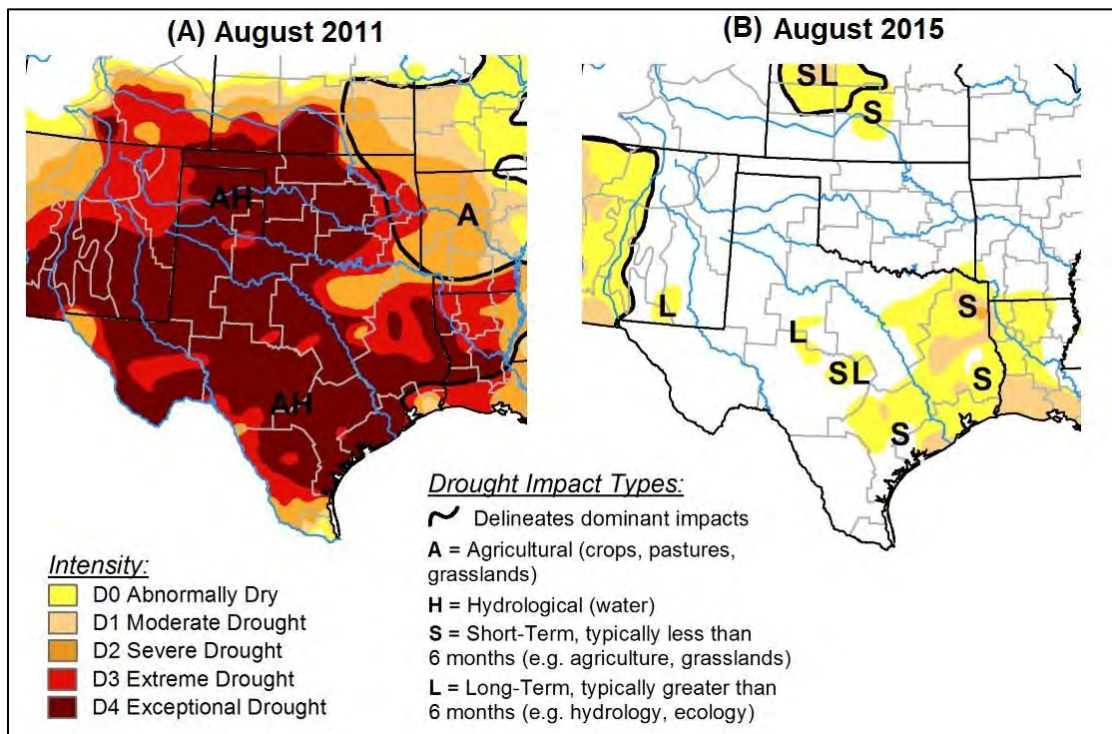 (A) August 2011
(B) August 2015
AH
A
AH
SL
S
L
L
SL
S
S
S
Intensity:
D0 Abnormally Dry
D1 Moderate Drought
D2 Severe Drought
D3 Extreme Drought
D4 Exceptional Drought
Drought Impact Types:
Delineates dominant impacts
A = Agricultural (crops, pastures,
grasslands)
H = Hydrological (water)
S = Short-Term, typically less than
6 months (e.g. agriculture, grasslands)
L = Long-Term, typically greater than
6 months (e.g. hydrology, ecology)